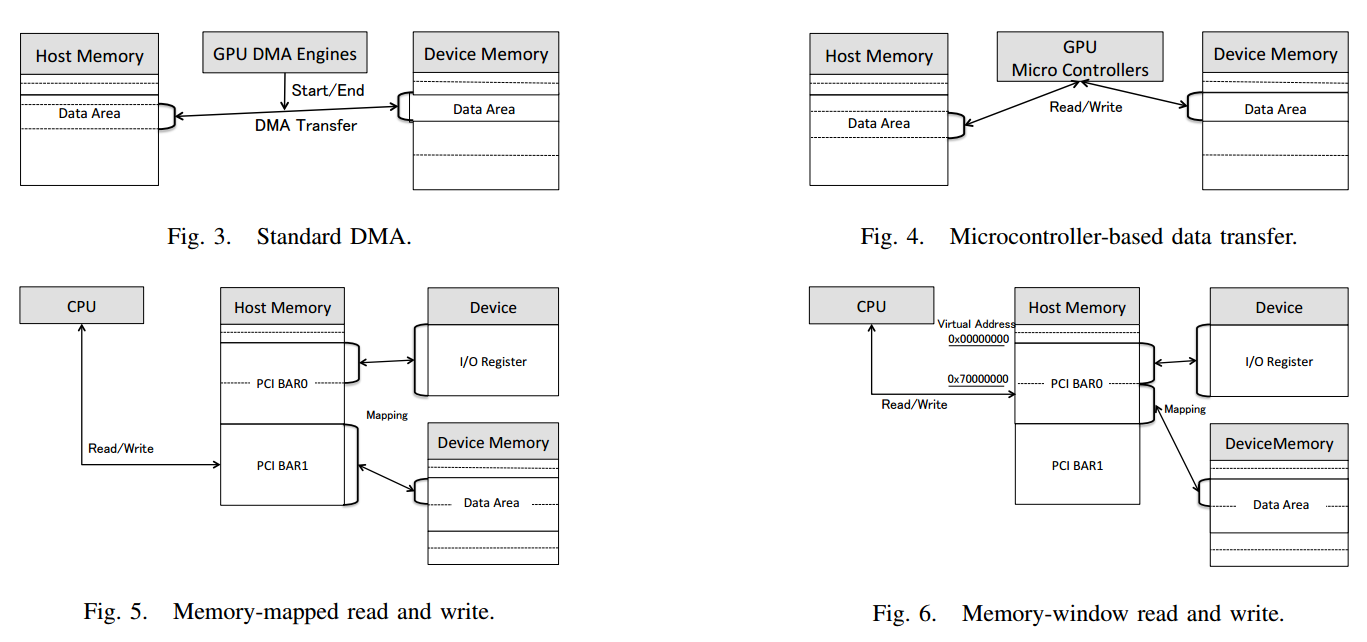 Host Memory
Data Area
GPU DMA Engines
Start/End
DMA Transfer
Device Memory
Data Area
Fig. 3. Standard DMA.
Host Memory
Data Area
GPU
Micro Controllers
Read/Write
Device Memory
Data Area
Fig. 4. Microcontroller-based data transfer.
CPU
Read/Write
Host Memory
PCI BAR0
PCI BAR1
Mapping
Device
I/O Register
Device Memory
Data Area
Fig. 5. Memory-mapped read and write.
CPU
Read/Write
Virtual Address
0x00000000
0x70000000
Host Memory
PCI BAR0
PCI BAR1
Mapping
Device
I/O Register
DeviceMemory
Data Area
Fig. 6. Memory-window read and write.